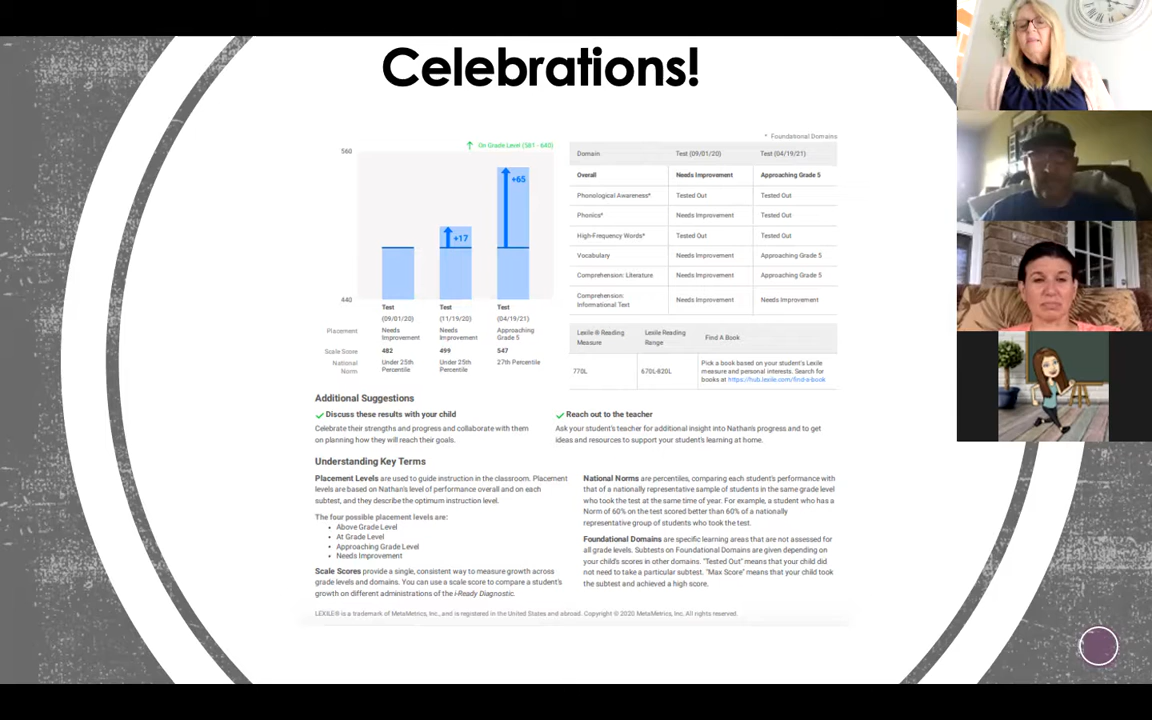 Celebrations!
* Foundational Domains
560
On Grade Level (581 - 640)
+65
+17
440
Test Test Test
(09/01/20) (11/19/20) (04/19/21)
Placement Needs Improvement Needs Improvement Approaching Grade 5
Scale Score 482 499 547
National Norm Under 25th Percentile Under 25th Percentile 27th Percentile
Domain Test (09/01/20) Test (04/19/21)
Overall Needs Improvement Approaching Grade 5
Phonological Awareness* Tested Out Tested Out
Phonics* Needs Improvement Tested Out
High-Frequency Words* Tested Out Tested Out
Vocabulary Needs Improvement Approaching Grade 5
Comprehension: Literature Needs Improvement Approaching Grade 5
Comprehension: Informational Text Needs Improvement Needs Improvement
Lexile ® Reading Measure Lexile Reading Range Find A Book
770L 670L-820L Pick a book based on your student's Lexile
measure and personal interests. Search for
books at https://hub.lexile.com/find-a-book
Additional Suggestions
Discuss these results with your child
Celebrate their strengths and progress and collaborate with them
on planning how they will reach their goals.
Reach out to the teacher
Ask your student's teacher for additional insight into Nathan's progress and to get
ideas and resources to support your student's learning at home.
Understanding Key Terms
Placement Levels are used to guide instruction in the classroom. Placement
levels are based on Nathan's level of performance overall and on each
subtest, and they describe the optimum instruction level.
The four possible placement levels are:
• Above Grade Level
• At Grade Level
• Approaching Grade Level
• Needs Improvement
Scale Scores provide a single, consistent way to measure growth across
grade levels and domains. You can use a scale score to compare a student's
growth on different administrations of the i-Ready Diagnostic.
National Norms are percentiles, comparing each student's performance with
that of a nationally representative sample of students in the same grade level
who took the test at the same time of year. For example, a student who has a
Norm of 60% on the test scored better than 60% of a nationally
representative group of students who took the test.
Foundational Domains are specific learning areas that are not assessed for
all grade levels. Subtests on Foundational Domains are given depending on
your child's scores in other domains. "Tested Out" means that your child did
not need to take a particular subtest. "Max Score" means that your child took
the subtest and achieved a high score.
LEXILE® is a trademark of MetaMetrics, Inc., and is registered in the United States and abroad. Copyright © 2020 MetaMetrics, Inc. All rights reserved.